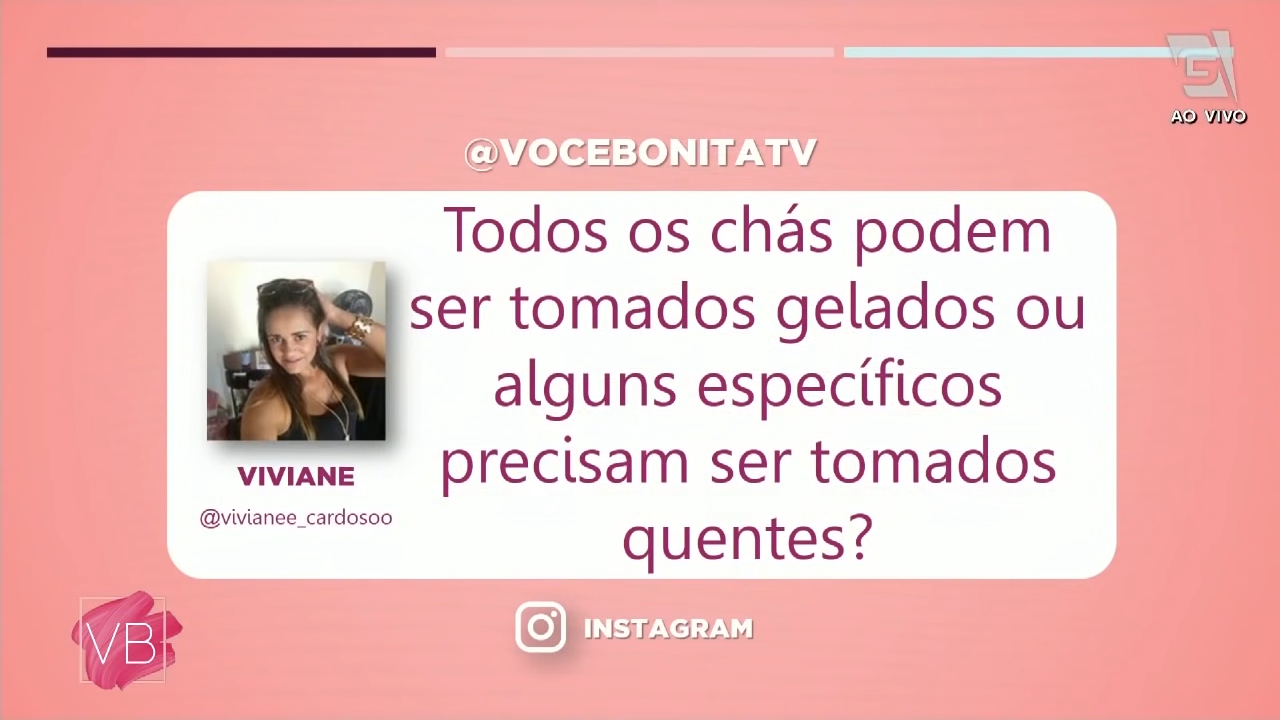 AO VIVO
@VOCEBONITATV
Todos os chás podem
ser tomados gelados ou
alguns específicos
precisam ser tomados
quentes?
VIVIANE
@vivianee_cardosoo
VB
INSTAGRAM